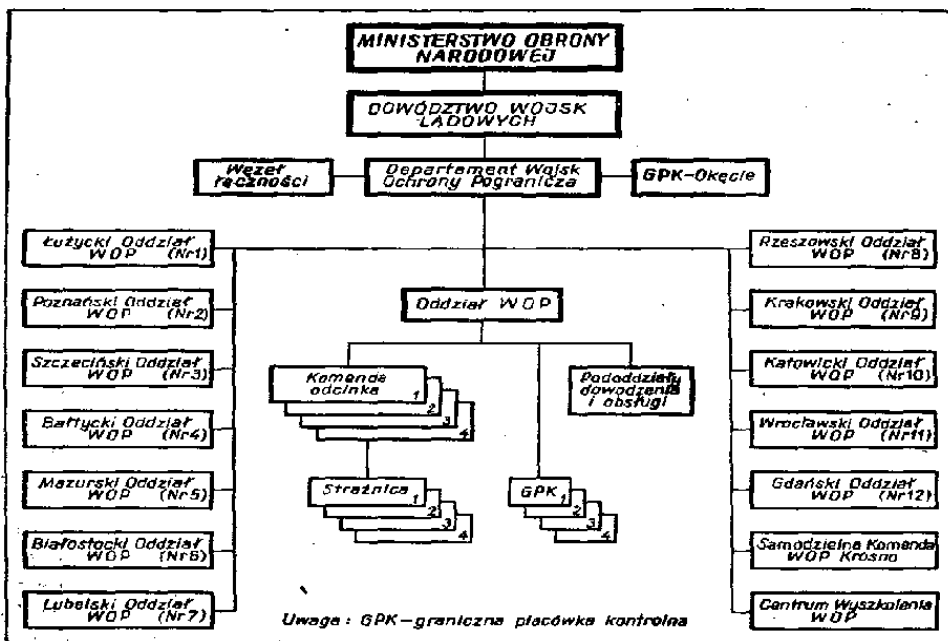 MINISTERSTWO OBRONY
NARODOWEJ
DOWÓDZTWO WOJSK
LĄDOWYCH
Węzeł
łączności
Departament Wojsk
Ochrony Pogranicza
GPK-Okęcie
Łużycki Oddział
WOP (Nr1)
Poznański Oddział
WOP (Nr2)
Szczeciński Oddział
WOP (Nr3)
Bałtycki Oddział
WOP (Nr4)
Mazurski Oddział
WOP (Nr5)
Białostocki Oddział
WOP (Nr6)
Lubelski Oddział
WOP (Nr7)
Oddział WOP
Komenda
odcinka
1
2
3
4
Pododdziały
dowodzenia
i obsługi
Strażnica
1
2
3
4
GPK
1
2
3
4
Rzeszowski Oddział
WOP (Nr8)
Krakowski Oddział
WOP (Nr9)
Katowicki Oddział
WOP (Nr10)
Wrocławski Oddział
WOP (Nr11)
Gdański Oddział
WOP (Nr12)
Samodzielna Komenda
WOP Krosno
Centrum Wyszkolenia
WOP
Uwaga: GPK-graniczna placówka kontrolna